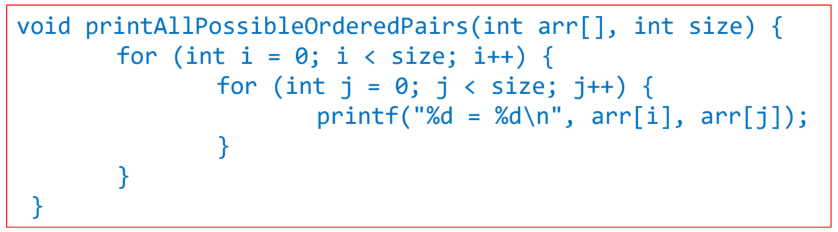 void printAllPossibleOrderedPairs(int arr[], int size) {
for (int i = 0; i < size; i++) {
for (int j = 0; j < size; j++) {
printf("%d = %d\n", arr[i], arr[j]);
}
}
}